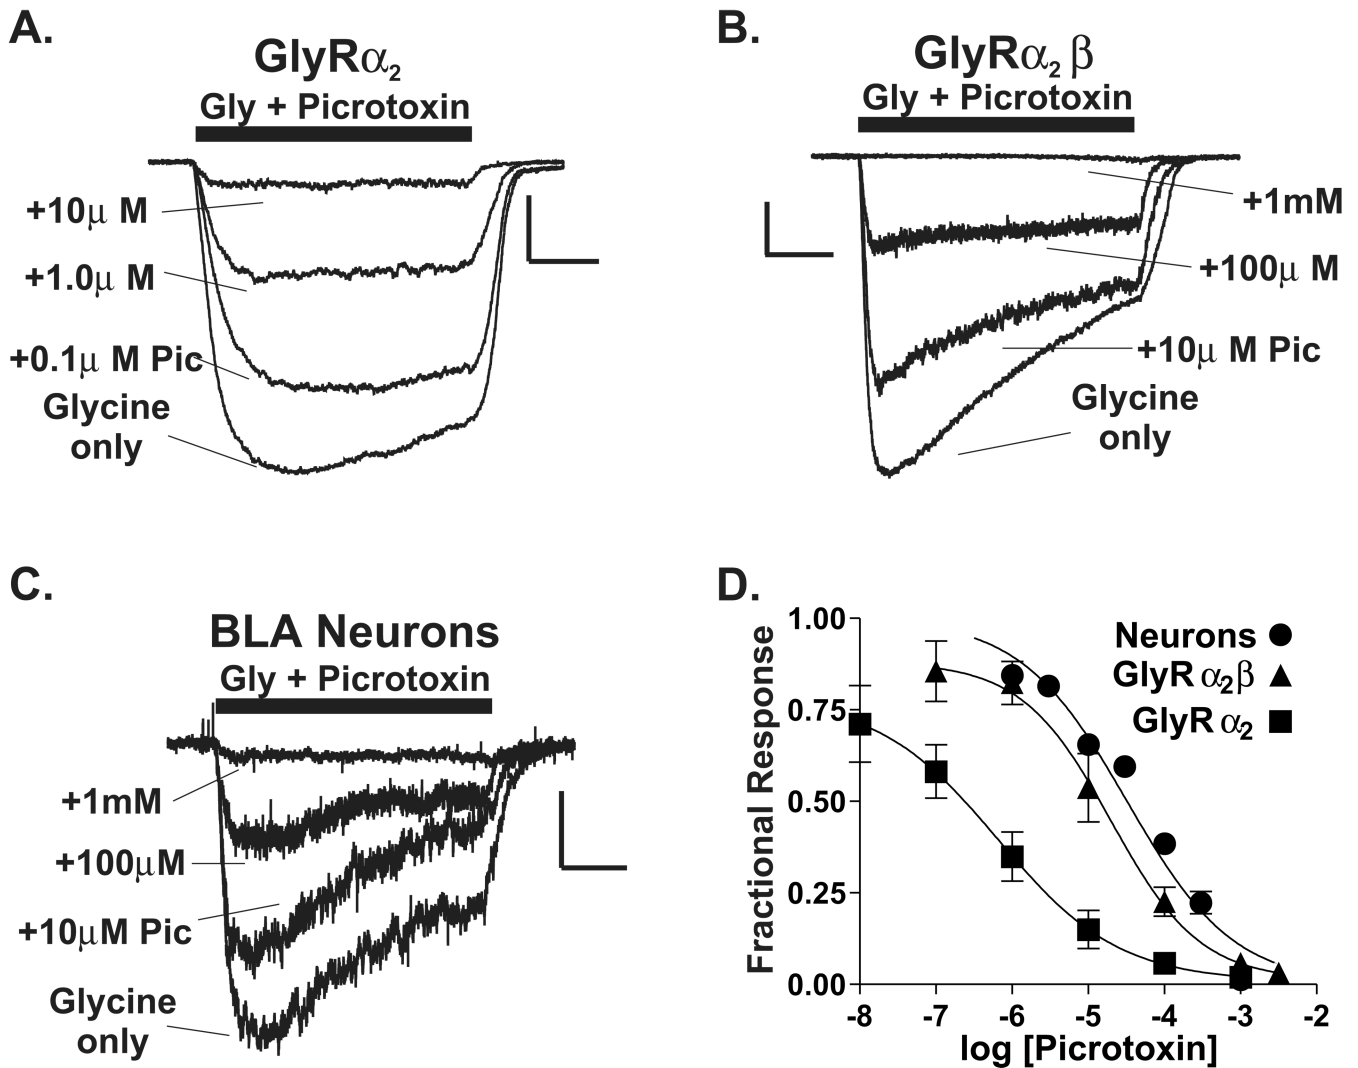 A.
GlyRα₂
Gly + Picrotoxin
+10μ M
+1.0μ M
+0.1μ M Pic
Glycine
only
B.
GlyRα₂ β
Gly + Picrotoxin
+1mM
+100μ M
+10μ M Pic
Glycine
only
C.
BLA Neurons
Gly + Picrotoxin
+1mM
+100μM
+10μM Pic
Glycine
only
D.
Neurons
GlyR α₂β
GlyR α₂
Fractional Response
1.00
0.75
0.50
0.25
0.00
-8 -7 -6 -5 -4 -3 -2
log [Picrotoxin]